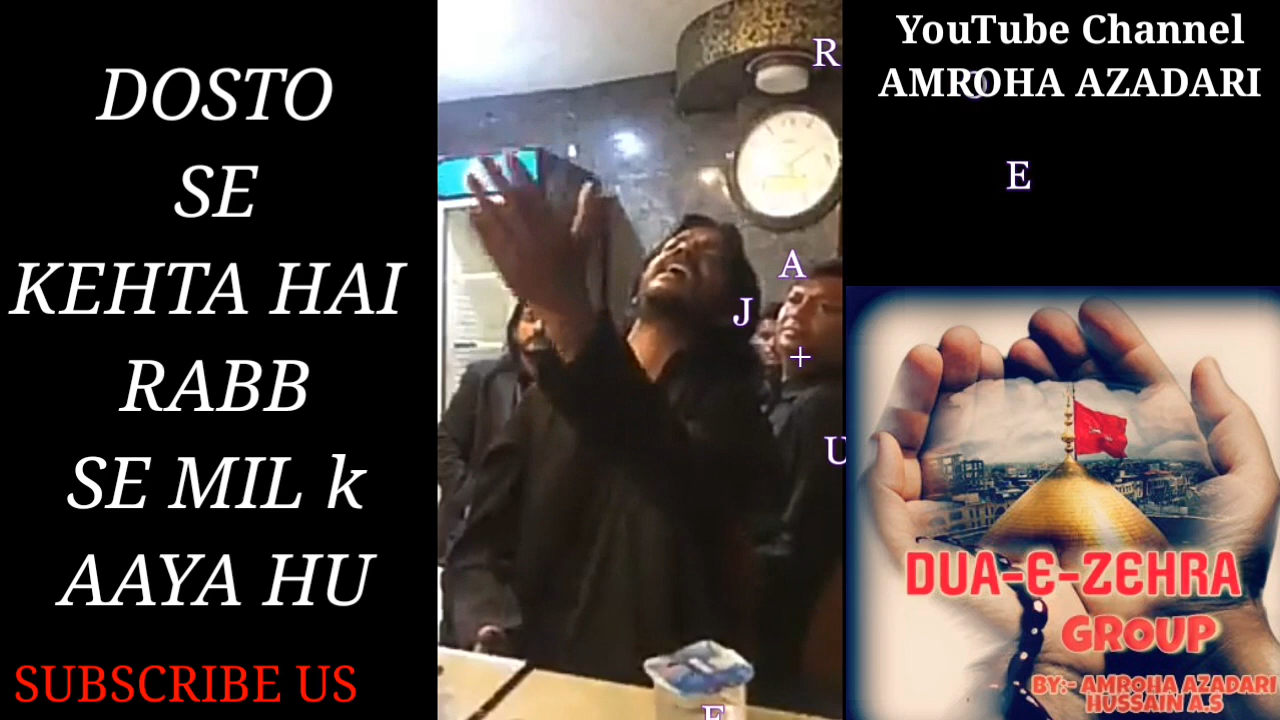 DOSTO
SE
KEHTA HAI
RABB
SE MIL k
AAYA HU
SUBSCRIBE US
R
A
J
+
U
E
YouTube Channel
AMROHA AZADARI
E
DUA-E-ZEHRA
GROUP
BY:- AMROHA AZADARI
HUSSAIN A.S